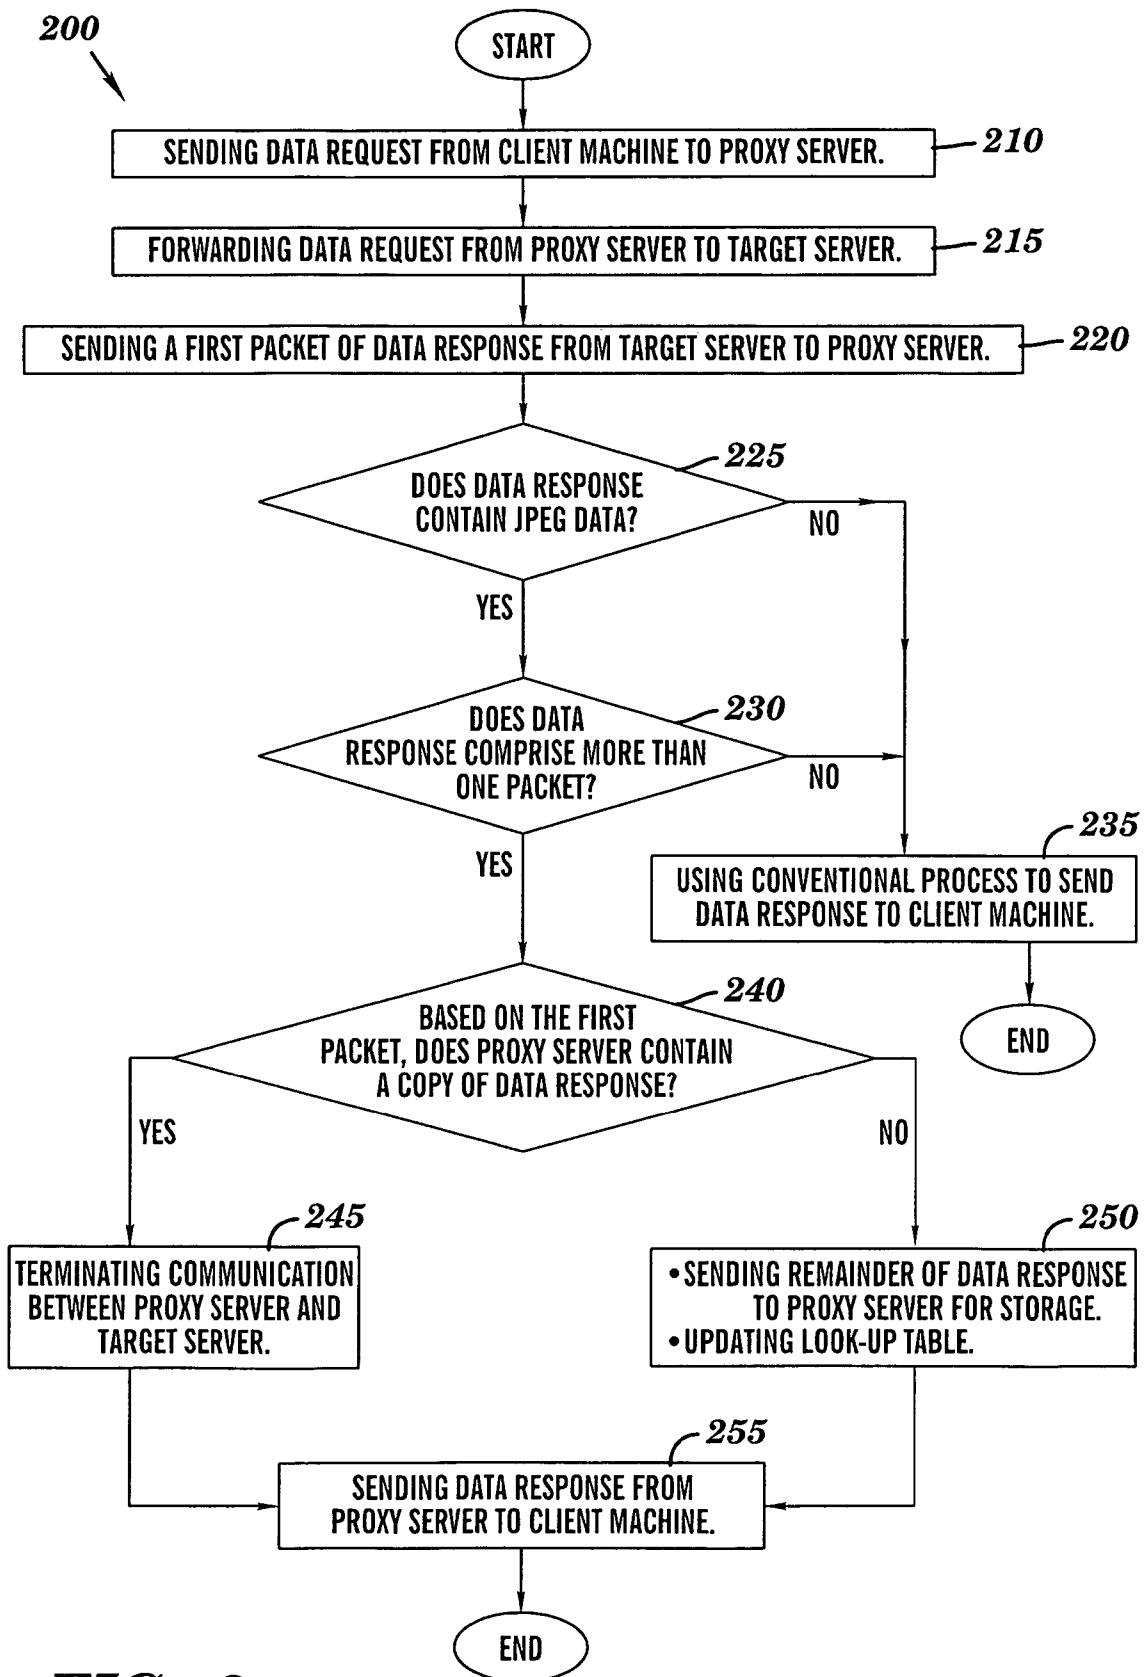 200
START
SENDING DATA REQUEST FROM CLIENT MACHINE TO PROXY SERVER.
210
FORWARDING DATA REQUEST FROM PROXY SERVER TO TARGET SERVER.
215
SENDING A FIRST PACKET OF DATA RESPONSE FROM TARGET SERVER TO PROXY SERVER.
220
225
DOES DATA RESPONSE
CONTAIN JPEG DATA?
NO
YES
230
DOES DATA
RESPONSE COMPRISE MORE THAN
ONE PACKET?
NO
YES
235
USING CONVENTIONAL PROCESS TO SEND
DATA RESPONSE TO CLIENT MACHINE.
END
240
BASED ON THE FIRST
PACKET, DOES PROXY SERVER CONTAIN
A COPY OF DATA RESPONSE?
YES
NO
245
TERMINATING COMMUNICATION
BETWEEN PROXY SERVER AND
TARGET SERVER.
250
•SENDING REMAINDER OF DATA RESPONSE
TO PROXY SERVER FOR STORAGE.
•UPDATING LOOK-UP TABLE.
255
SENDING DATA RESPONSE FROM
PROXY SERVER TO CLIENT MACHINE.
END